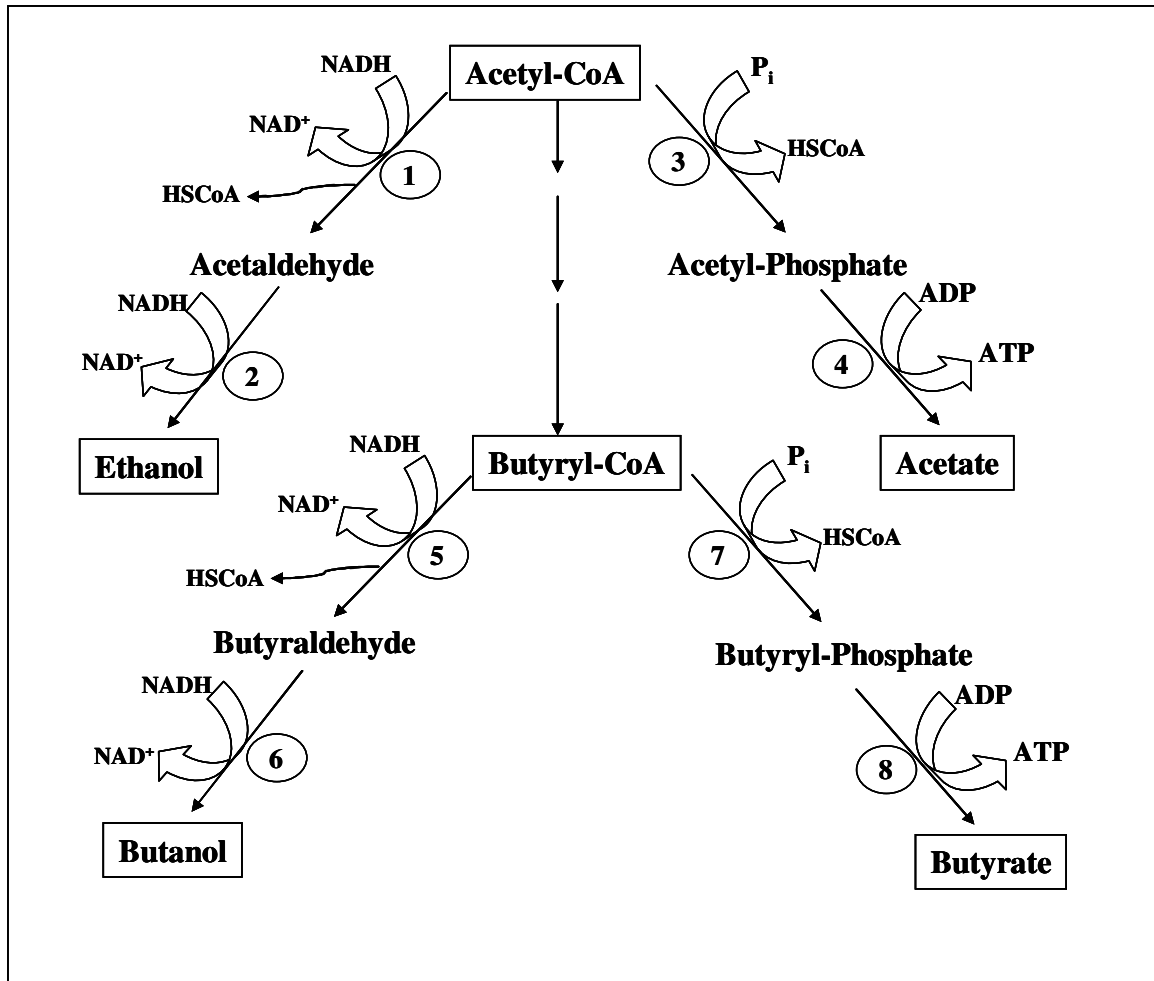 NADH
Acetyl-CoA
Pi
NAD+
HSCoA
1
3
HSCoA
Acetaldehyde
Acetyl-Phosphate
NADH
ADP
NAD+
2
4
ATP
Ethanol
NADH
Butyryl-CoA
Pi
Acetate
NAD+
5
7
HSCoA
HSCoA
Butyraldehyde
Butyryl-Phosphate
NADH
ADP
NAD+
6
8
ATP
Butanol
Butyrate